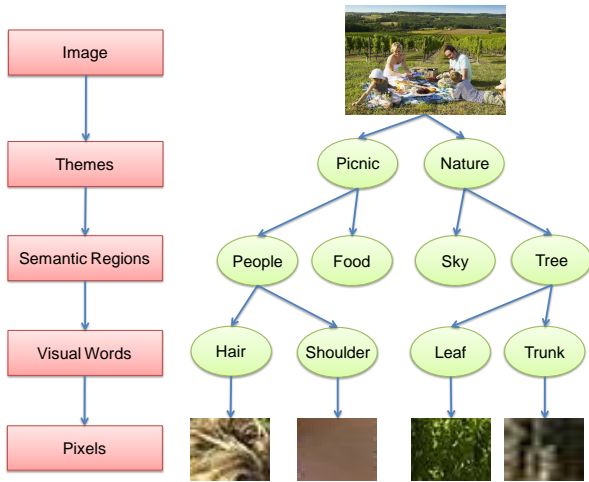 Image
Themes
Picnic
Nature
Semantic Regions
People
Food
Sky
Tree
Visual Words
Hair
Shoulder
Leaf
Trunk
Pixels